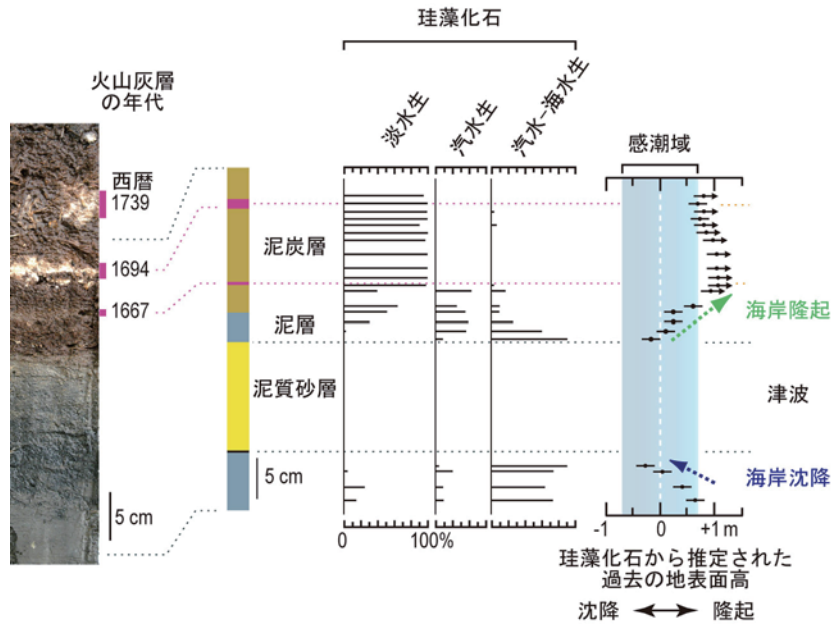 珪藻化石
火山灰層
の年代
淡水生
汽水生
汽水−海水生
感潮域
西暦
1739
1694
1667
泥炭層
泥層
泥質砂層
海岸隆起
津波
海岸沈降
5 cm
5 cm
0
100%
-1
0
+1 m
珪藻化石から推定された
過去の地表面高
沈降
隆起